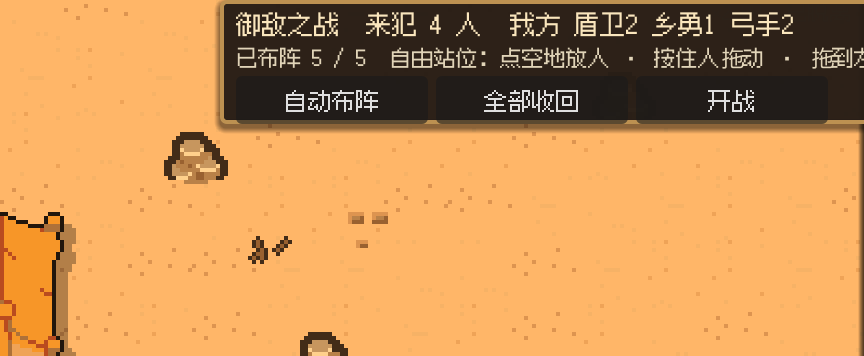 御敌之战 来犯 4 人 我方 盾卫2 乡勇1 弓手2
已布阵 5 / 5 自由站位：点空地放人 · 按住人拖动 · 拖到左
自动布阵 全部收回 开战